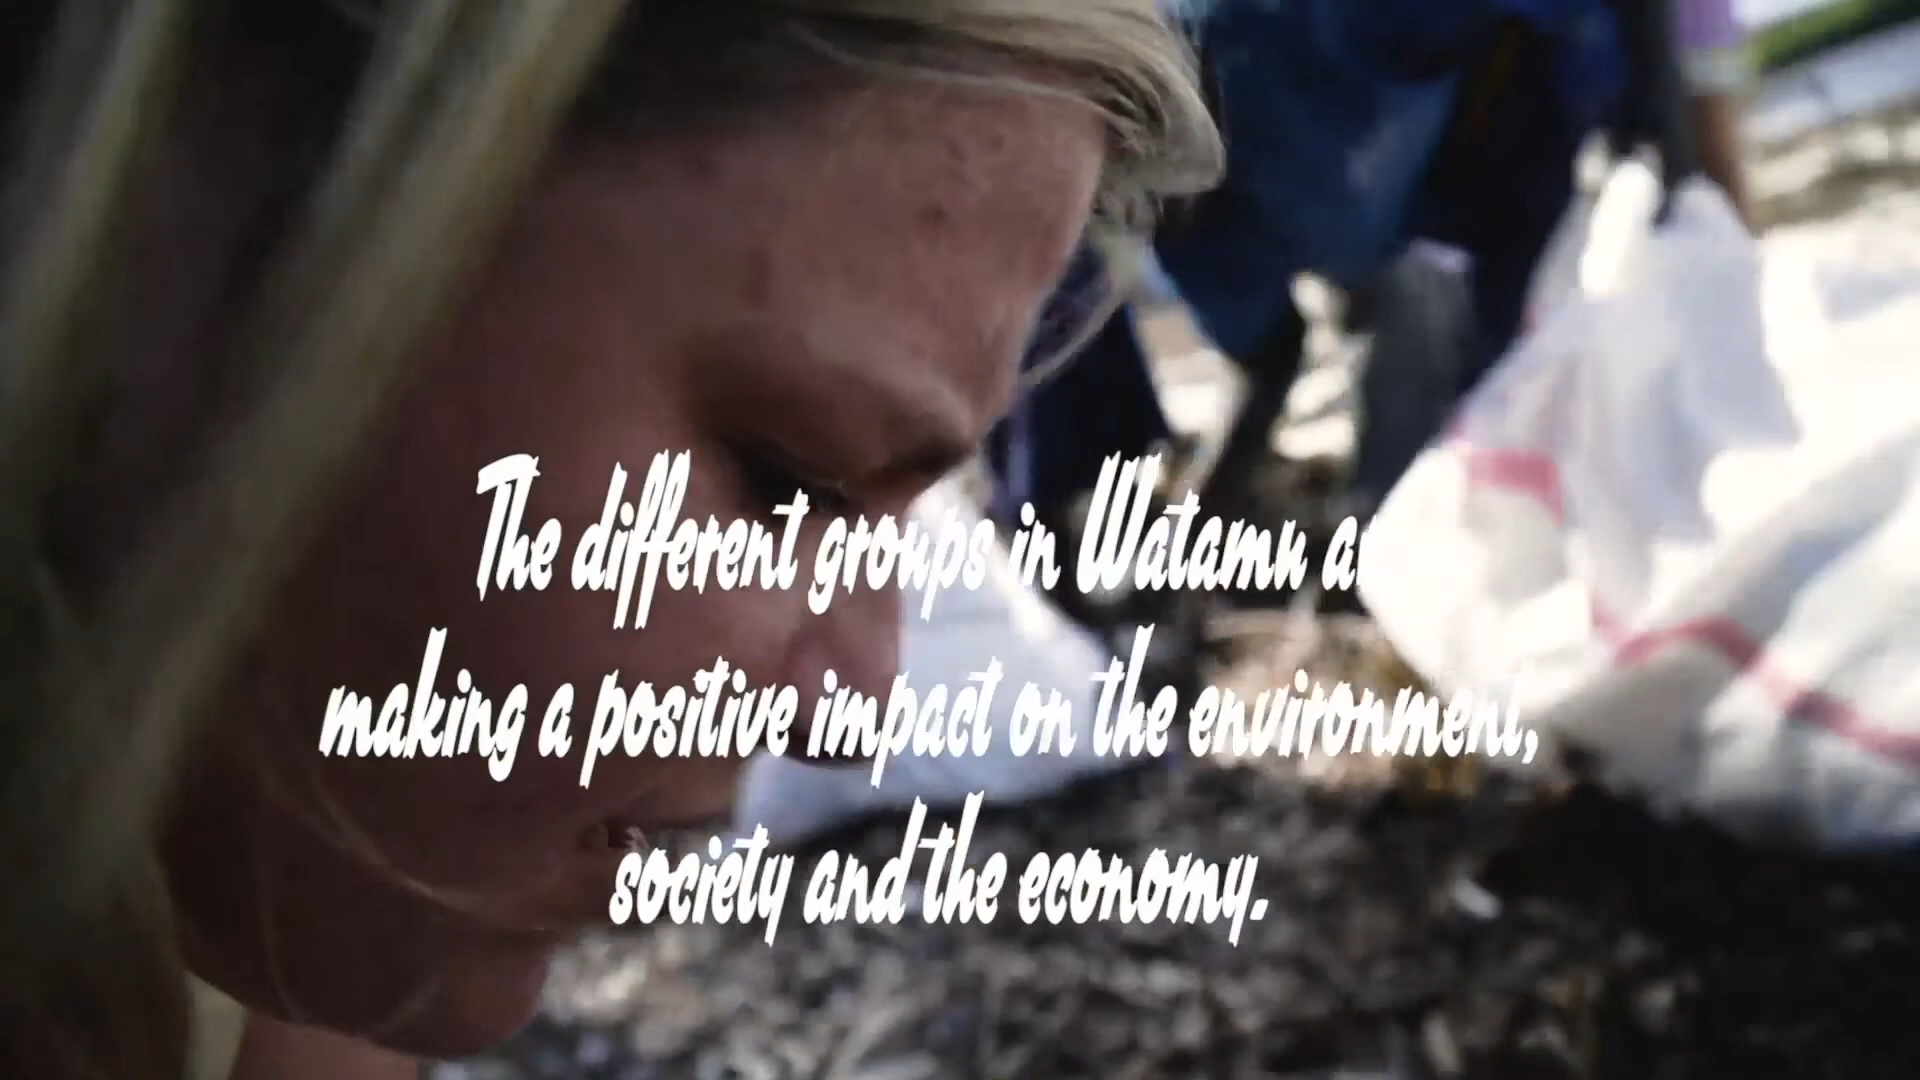 The different groups in Watamu
making a positive impact on the environment,
society and the economy.